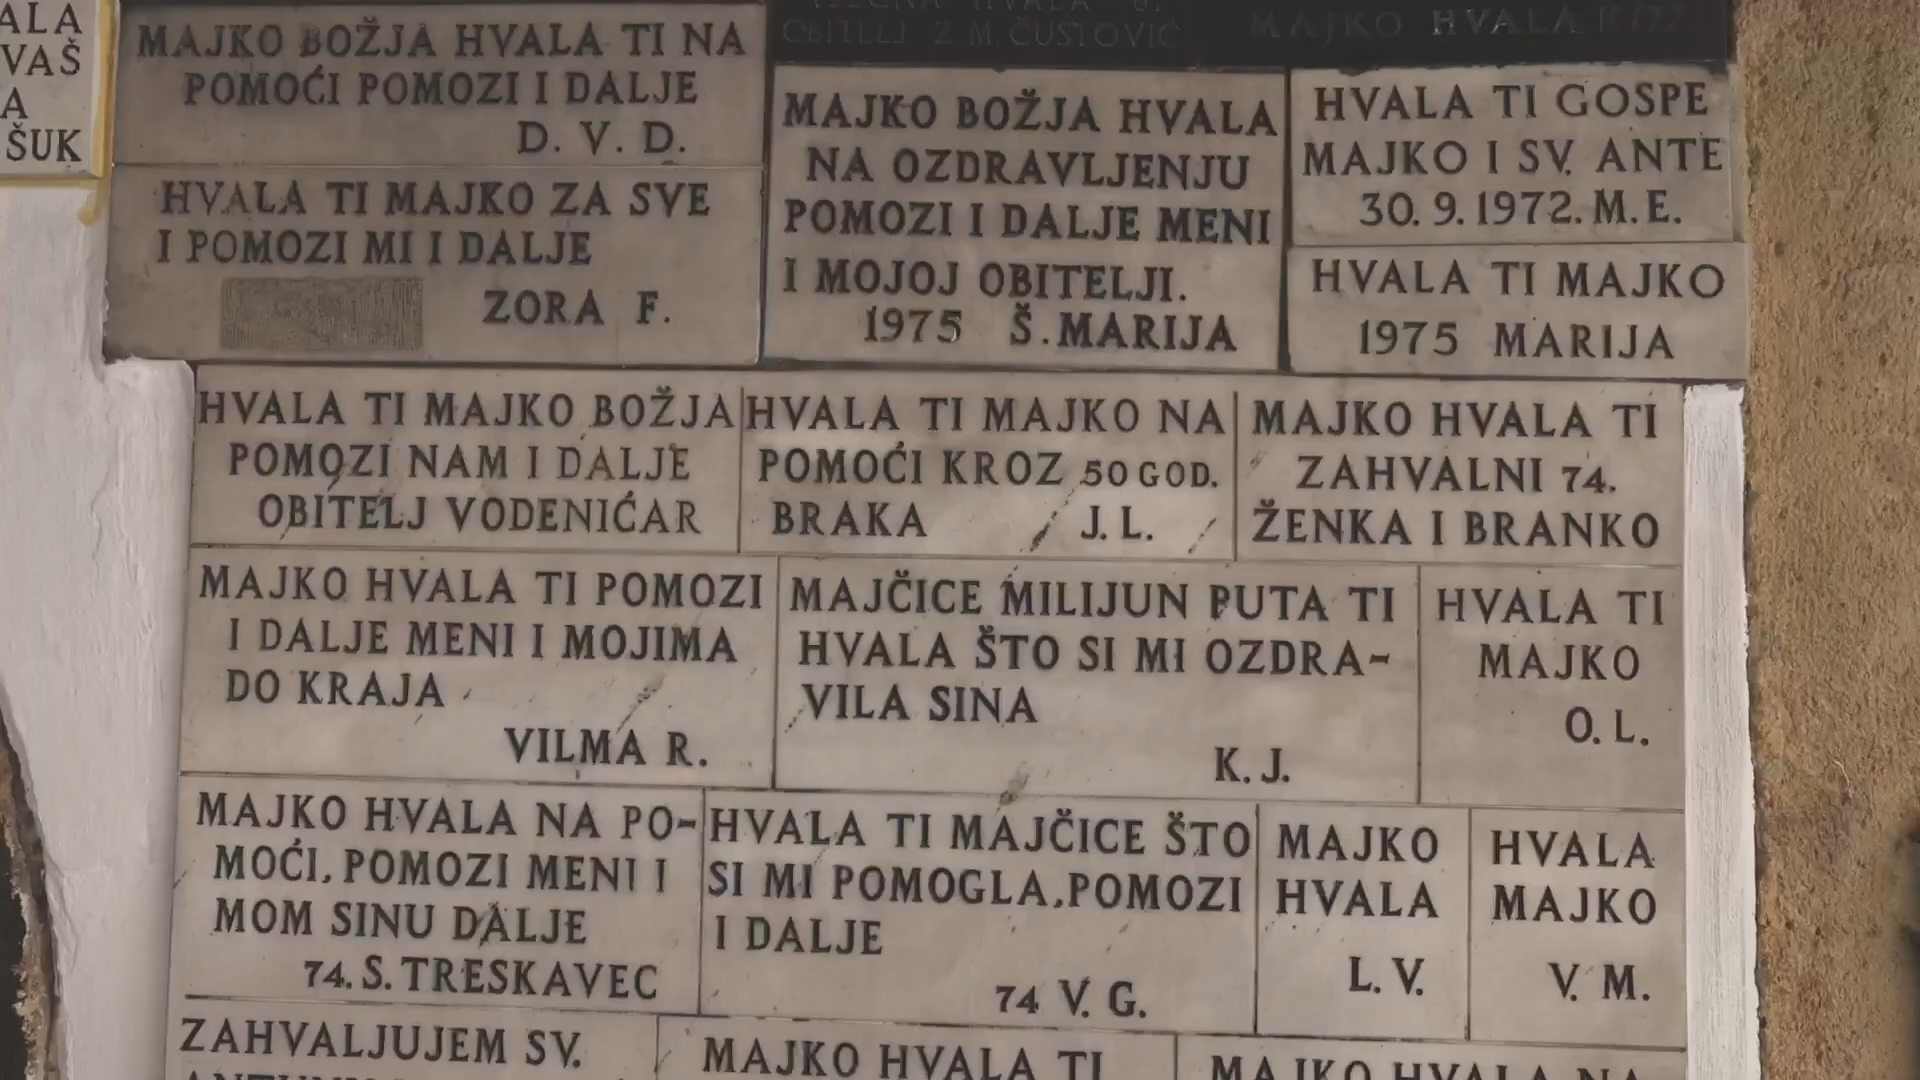 ALA
VAŠ
A
ŠUK
MAJKO BOŽJA HVALA TI NA
POMOĆI POMOZI I DALJE
D. V. D.
HVALA TI MAJKO ZA SVE
I POMOZI MI I DALJE
ZORA F.
OBITELJ Z. M. ČUSTOVIĆ
MAJKO HVALA
MAJKO BOŽJA HVALA
NA OZDRAVLJENJU
POMOZI I DALJE MENI
I MOJOJ OBITELJI.
1975 Š. MARIJA
HVALA TI GOSPE
MAJKO I SV. ANTE
30. 9. 1972. M. E.
HVALA TI MAJKO
1975 MARIJA
HVALA TI MAJKO BOŽJA
POMOZI NAM I DALJE
OBITELJ VODENIĆAR
HVALA TI MAJKO NA
POMOĆI KROZ 50 GOD.
BRAKA J. L.
MAJKO HVALA TI
ZAHVALNI 74.
ŽENKA I BRANKO
MAJKO HVALA TI POMOZI
I DALJE MENI I MOJIMA
DO KRAJA
VILMA R.
MAJČICE MILIJUN PUTA TI
HVALA ŠTO SI MI OZDRA-
VILA SINA
K. J.
HVALA TI
MAJKO
O. L.
MAJKO HVALA NA PO-
MOĆI, POMOZI MENI I
MOM SINU DALJE
74. S. TRESKAVEC
HVALA TI MAJČICE ŠTO
SI MI POMOGLA, POMOZI
I DALJE
74 V. G.
MAJKO
HVALA
L. V.
HVALA
MAJKO
V. M.
ZAHVALJUJEM SV.
MAJKO HVALA TI
MAJKO HVALA NA